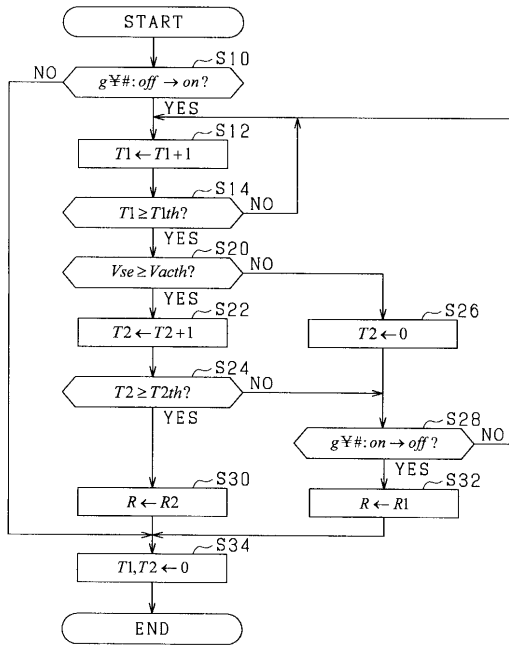 START
S10
NO
g¥#: off → on?
YES
S12
T1 ← T1+1
S14
T1 ≥ T1th?
NO
YES
S20
Vse ≥ Vacth?
NO
YES
S22
S26
T2 ← T2+1
T2 ← 0
S24
T2 ≥ T2th?
NO
YES
S28
g¥#: on → off?
NO
YES
S30
S32
R ← R2
R ← R1
S34
T1,T2 ← 0
END